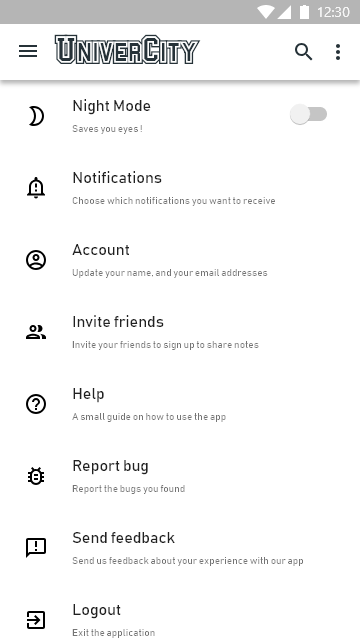 12:30
UNIVERCITY
Night Mode
Saves you eyes!
Notifications
Choose which notifications you want to receive
Account
Update your name, and your email addresses
Invite friends
Invite your friends to sign up to share notes
Help
A small guide on how to use the app
Report bug
Report the bugs you found
Send feedback
Send us feedback about your experience with our app
Logout
Exit the application